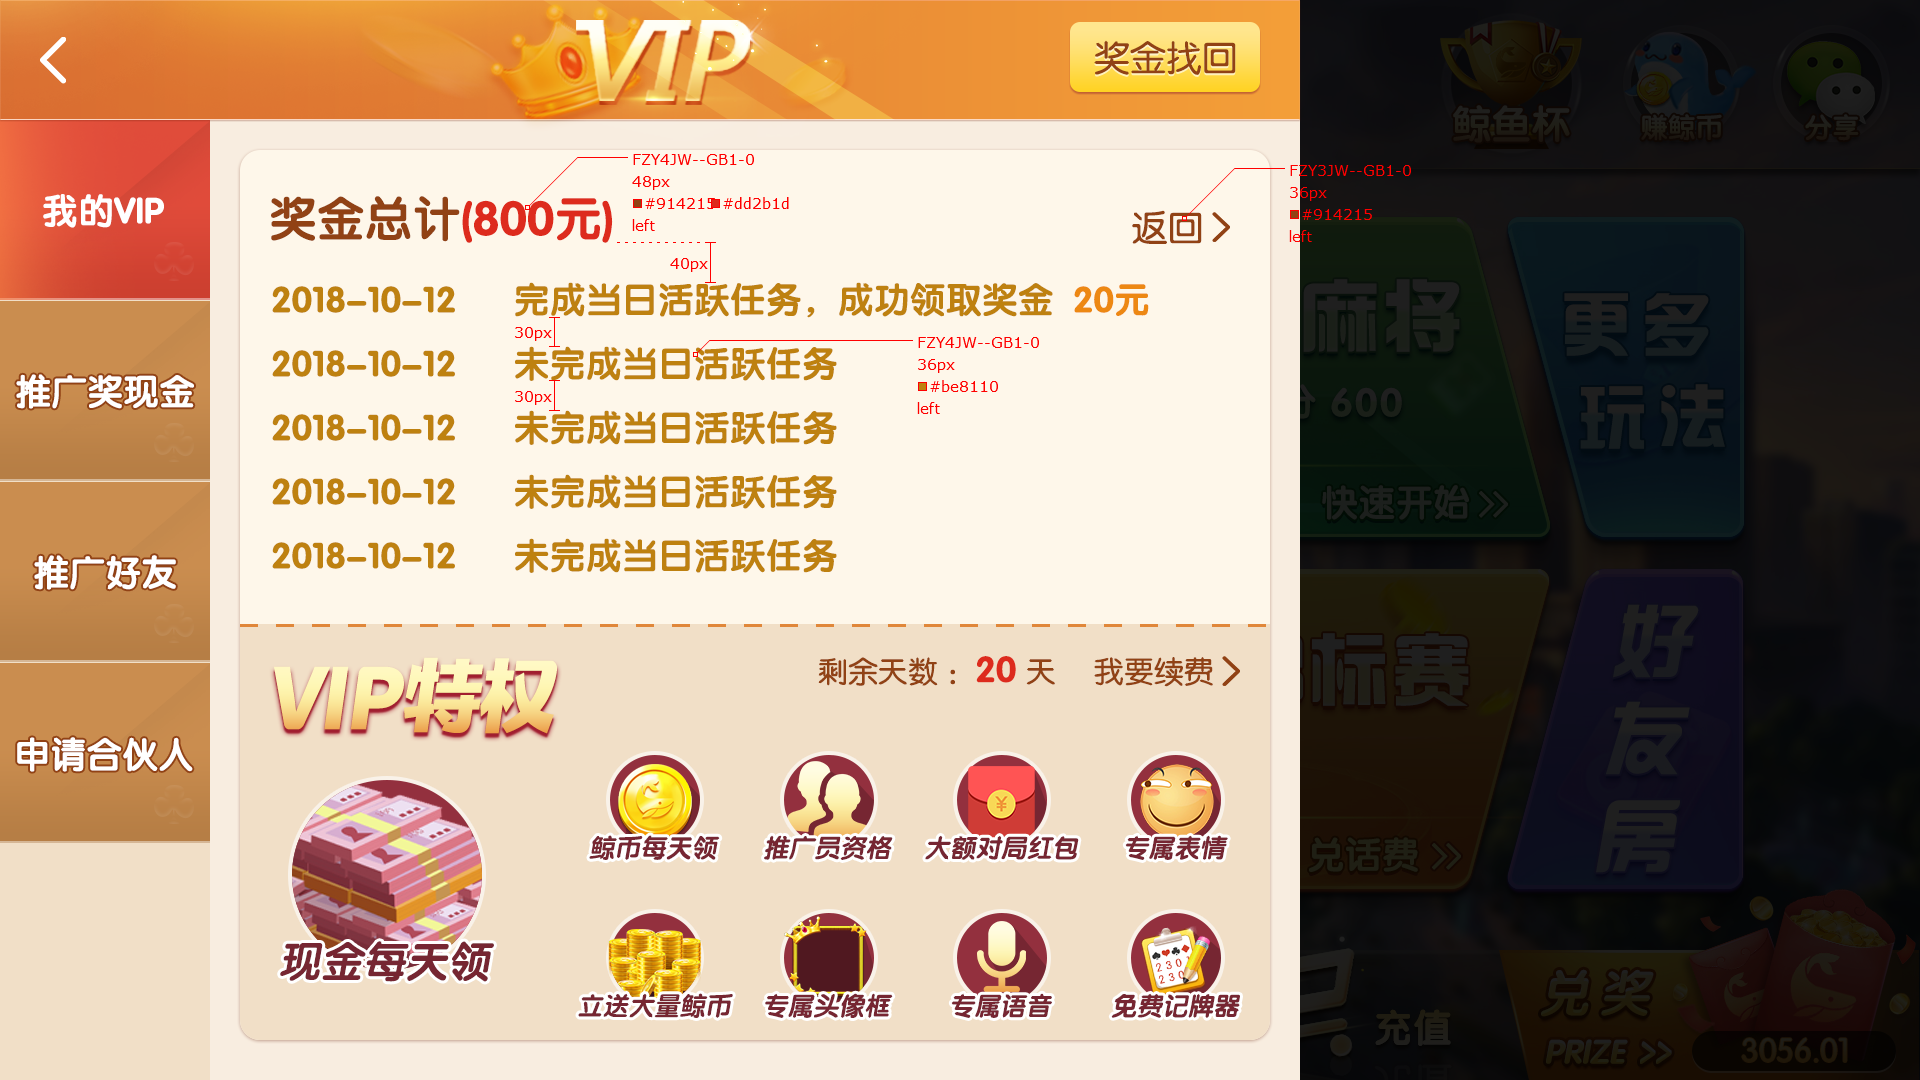 VIP
奖金找回
鲸鱼杯
赚鲸币
分享
我的VIP
推广奖现金
推广好友
申请合伙人
奖金总计(800元)
返回
FZY4JW--GB1-0
48px
#914215 #dd2b1d
left
FZY3JW--GB1-0
36px
#914215
left
40px
2018-10-12 完成当日活跃任务，成功领取奖金 20元
30px
2018-10-12 未完成当日活跃任务
FZY4JW--GB1-0
36px
#be8110
left
30px
2018-10-12 未完成当日活跃任务
2018-10-12 未完成当日活跃任务
2018-10-12 未完成当日活跃任务
VIP特权
剩余天数： 20 天
我要续费
现金每天领
鲸币每天领
推广员资格
大额对局红包
专属表情
立送大量鲸币
专属头像框
专属语音
免费记牌器
麻将
分 600
快速开始
更多
玩法
标赛
兑话费
好
友
房
充值
兑奖
PRIZE >>
3056.01